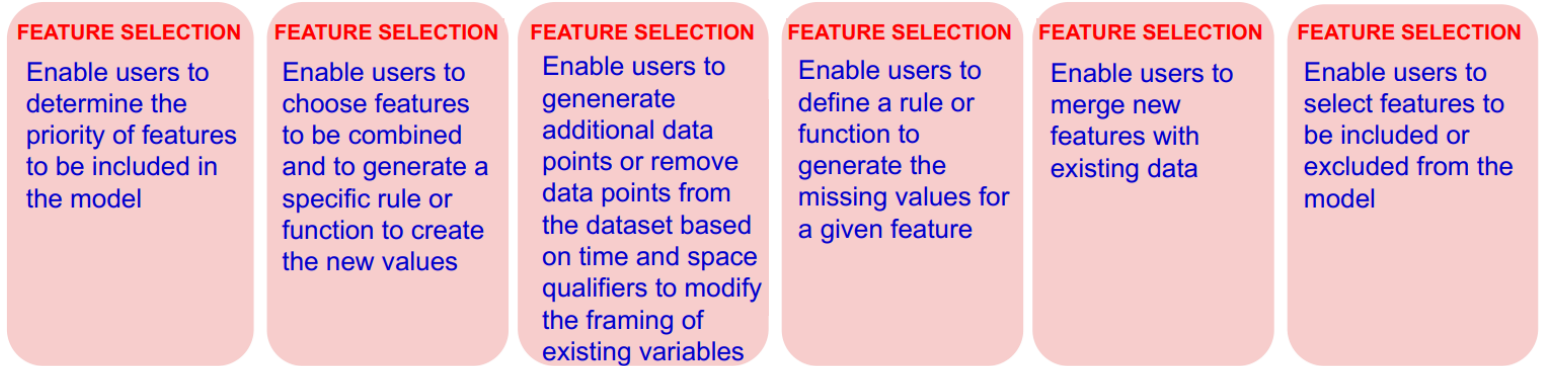 FEATURE SELECTION
Enable users to
determine the
priority of features
to be included in
the model
FEATURE SELECTION
Enable users to
choose features
to be combined
and to generate a
specific rule or
function to create
the new values
FEATURE SELECTION
Enable users to
genenerate
additional data
points or remove
data points from
the dataset based
on time and space
qualifiers to modify
the framing of
existing variables
FEATURE SELECTION
Enable users to
define a rule or
function to
generate the
missing values for
a given feature
FEATURE SELECTION
Enable users to
merge new
features with
existing data
FEATURE SELECTION
Enable users to
select features to
be included or
excluded from the
model